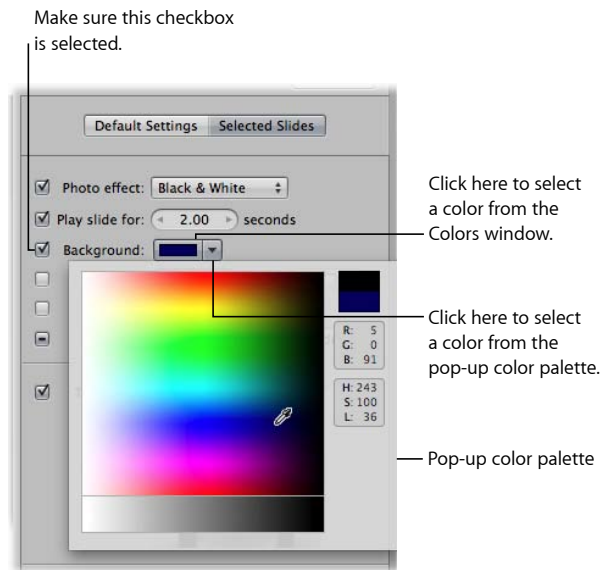 Make sure this checkbox
is selected.
Default Settings Selected Slides
Photo effect: Black & White
Play slide for: 2.00 seconds
Background:
Click here to select
a color from the
Colors window.
Click here to select
a color from the
pop-up color palette.
R: 5
G: 0
B: 91
H: 243
S: 100
L: 36
Pop-up color palette